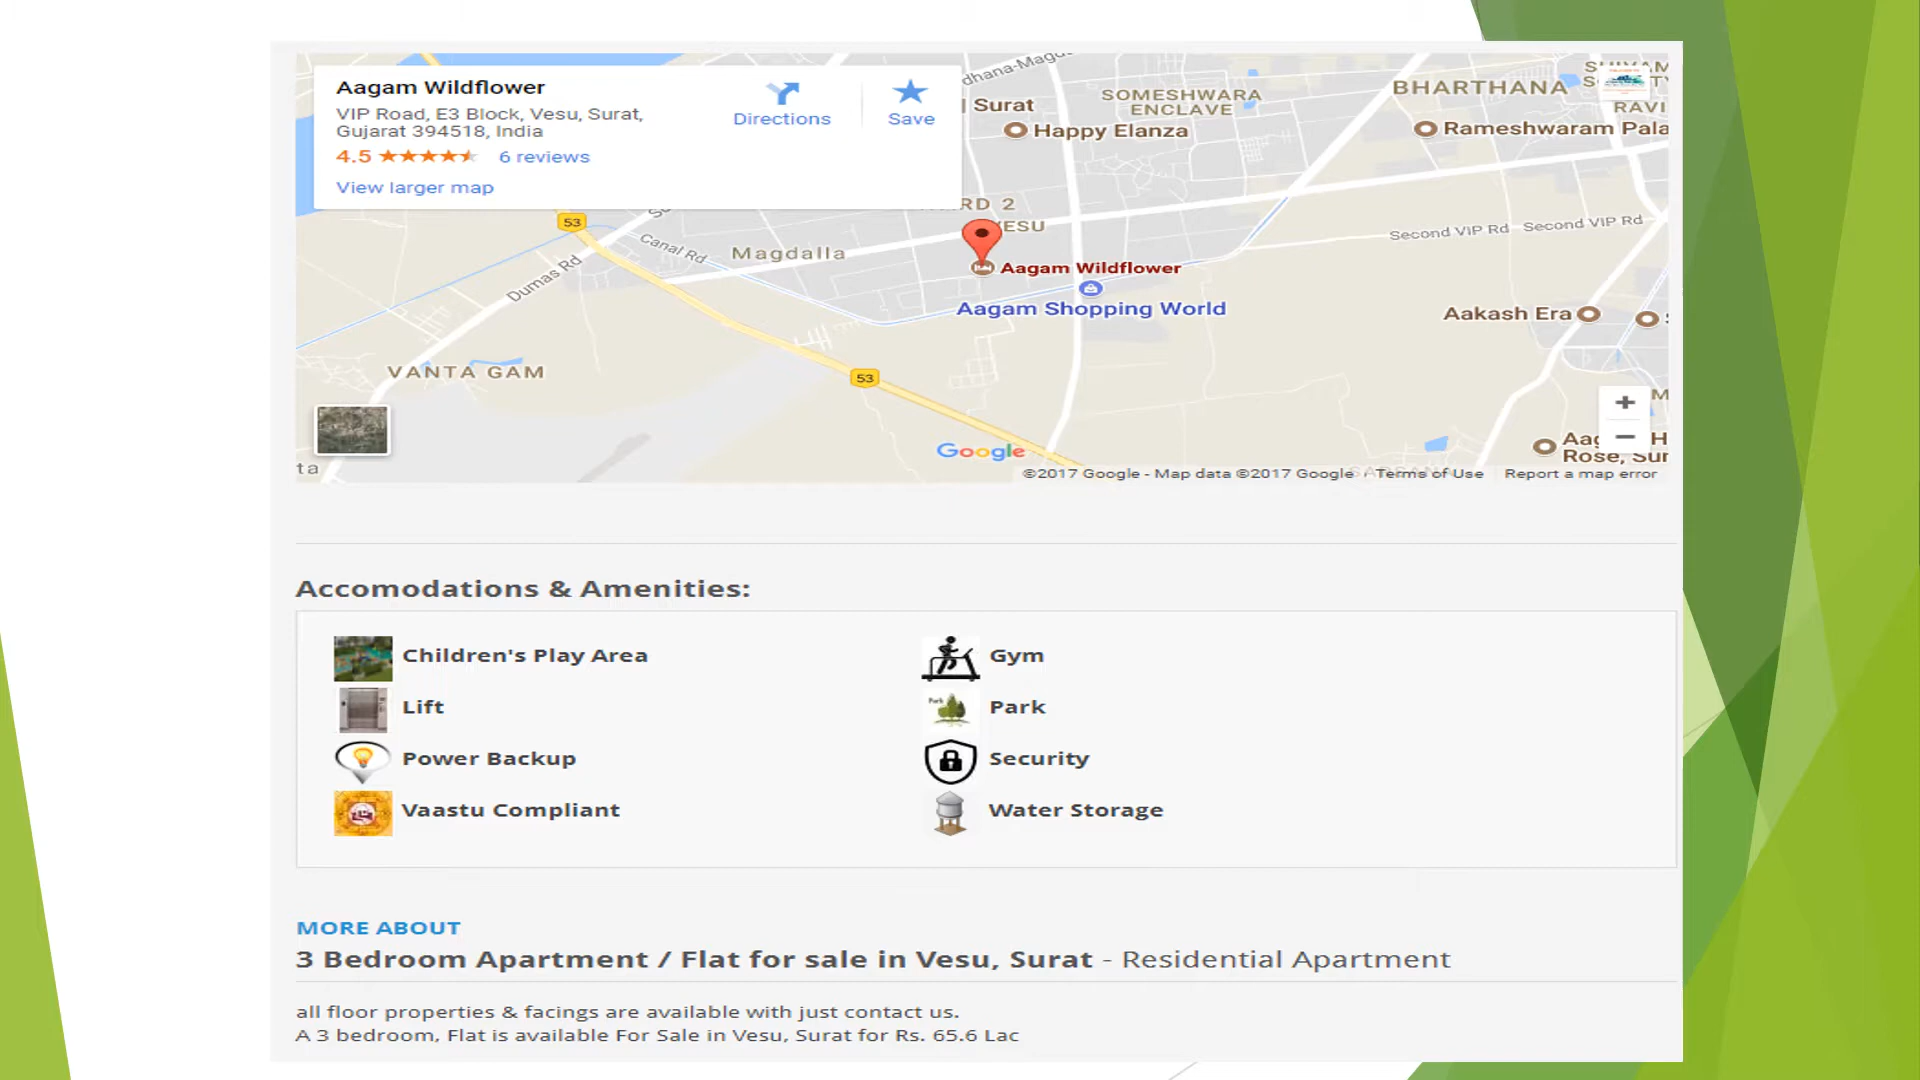 Aagam Wildflower
VIP Road, E3 Block, Vesu, Surat,
Gujarat 394518, India
4.5
6 reviews
View larger map
Directions
Save
Surat
Happy Elanza
SOMESHWARA
ENCLAVE
BHARTHANA
RAVI
Rameshwaram Pala
53
Canal Rd
Dumas Rd
Magdalla
Aagam Wildflower
Aagam Shopping World
Second VIP Rd
Second VIP Rd
Aakash Era
VANTA GAM
53
ta
+
−
Rose, Sur
Google
©2017 Google - Map data ©2017 Google
Terms of Use
Report a map error
Accomodations & Amenities:
Children's Play Area
Gym
Lift
Park
Power Backup
Security
Vaastu Compliant
Water Storage
MORE ABOUT
3 Bedroom Apartment / Flat for sale in Vesu, Surat - Residential Apartment
all floor properties & facings are available with just contact us.
A 3 bedroom, Flat is available For Sale in Vesu, Surat for Rs. 65.6 Lac